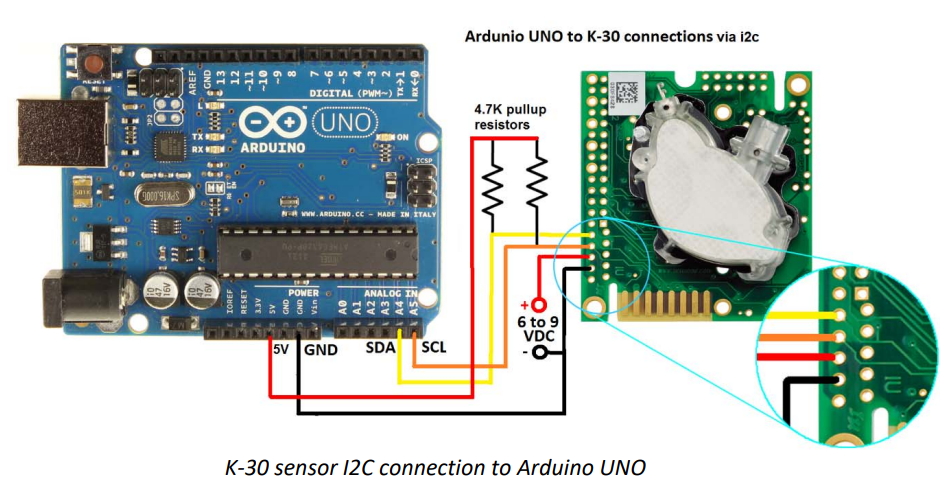 Ardunio UNO to K-30 connections via i2c
4.7K pullup
resistors
RESET
AREF
GND
13
12
~11
~10
~9
8
7
~6
~5
4
~3
2
TX→1
RX←0
DIGITAL (PWM~)
L
TX
RX
UNO
ARDUINO
ON
ICSP
WWW.ARDUINO.CC - MADE IN ITALY
POWER
ANALOG IN
IOREF
RESET
3.3V
5V
GND
GND
Vin
A0
A1
A2
A3
A4
A5
5V
GND
SDA
SCL
+
6 to 9
VDC
-
K-30 sensor I2C connection to Arduino UNO